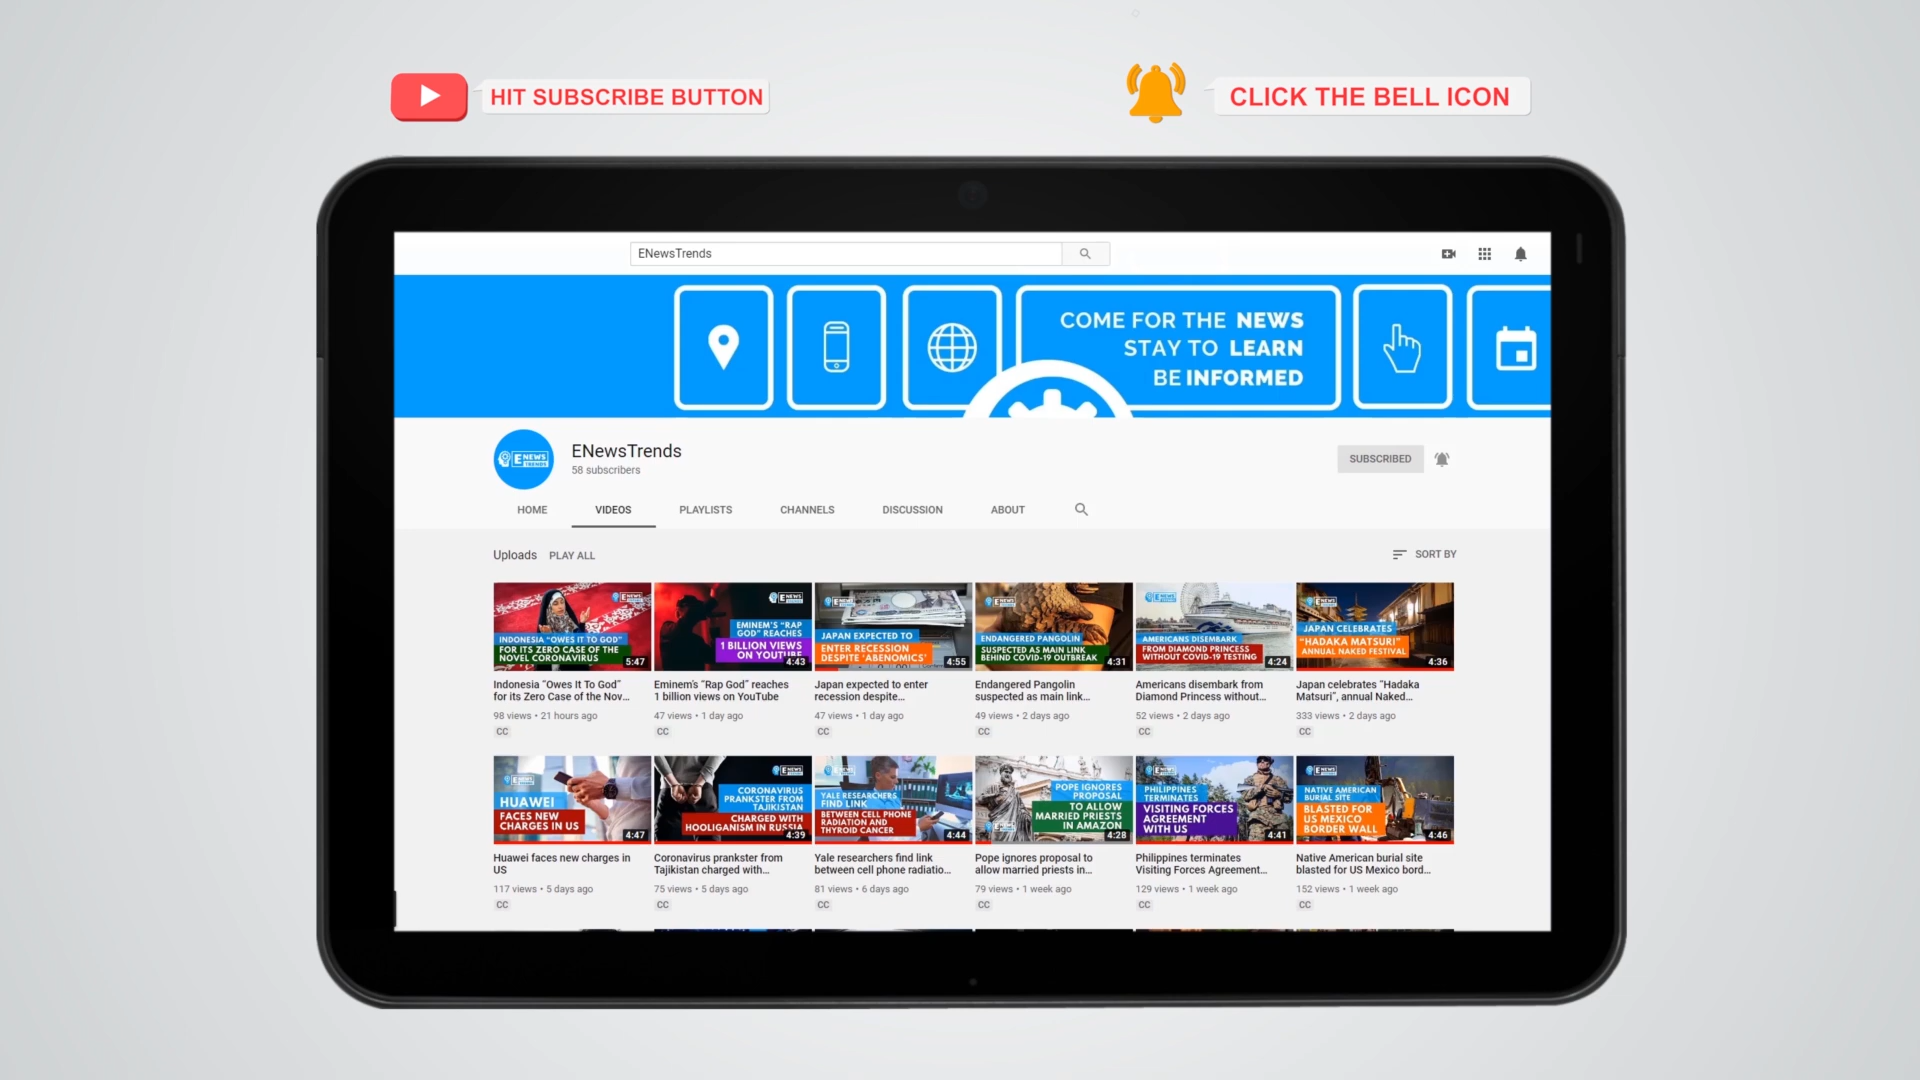 HIT SUBSCRIBE BUTTON
CLICK THE BELL ICON
ENewsTrends
COME FOR THE NEWS
STAY TO LEARN
BE INFORMED
E NEWS
TRENDS
ENewsTrends
58 subscribers
SUBSCRIBED
HOME VIDEOS PLAYLISTS CHANNELS DISCUSSION ABOUT
Uploads PLAY ALL
SORT BY
INDONESIA "OWES IT TO GOD"
FOR ITS ZERO CASE OF THE
NOVEL CORONAVIRUS
5:47
EMINEM'S "RAP
GOD" REACHES
1 BILLION VIEWS
ON YOUTUBE
4:43
JAPAN EXPECTED TO
ENTER RECESSION
DESPITE 'ABENOMICS'
4:55
ENDANGERED PANGOLIN
SUSPECTED AS MAIN LINK
BEHIND COVID-19 OUTBREAK
4:31
AMERICANS DISEMBARK
FROM DIAMOND PRINCESS
WITHOUT COVID-19 TESTING
4:24
JAPAN CELEBRATES
"HADAKA MATSURI"
ANNUAL NAKED FESTIVAL
4:36
Indonesia "Owes It To God"
for its Zero Case of the Nov...
98 views • 21 hours ago
CC
Eminem's "Rap God" reaches
1 billion views on YouTube
47 views • 1 day ago
CC
Japan expected to enter
recession despite...
47 views • 1 day ago
CC
Endangered Pangolin
suspected as main link...
49 views • 2 days ago
CC
Americans disembark from
Diamond Princess without...
52 views • 2 days ago
CC
Japan celebrates "Hadaka
Matsuri", annual Naked...
333 views • 2 days ago
CC
HUAWEI
FACES NEW
CHARGES IN US
4:47
CORONAVIRUS
PRANKSTER FROM
TAJIKISTAN
CHARGED WITH
HOOLIGANISM IN RUSSIA
4:39
YALE RESEARCHERS
FIND LINK
BETWEEN CELL PHONE
RADIATION AND
THYROID CANCER
4:44
POPE IGNORES
PROPOSAL
TO ALLOW
MARRIED PRIESTS
IN AMAZON
4:28
PHILIPPINES
TERMINATES
VISITING FORCES
AGREEMENT
WITH US
4:41
NATIVE AMERICAN
BURIAL SITE
BLASTED FOR
US MEXICO
BORDER WALL
4:46
Huawei faces new charges in
US
117 views • 5 days ago
CC
Coronavirus prankster from
Tajikistan charged with...
75 views • 5 days ago
CC
Yale researchers find link
between cell phone radiatio...
81 views • 6 days ago
CC
Pope ignores proposal to
allow married priests in...
79 views • 1 week ago
CC
Philippines terminates
Visiting Forces Agreement...
129 views • 1 week ago
CC
Native American burial site
blasted for US Mexico bord...
152 views • 1 week ago
CC